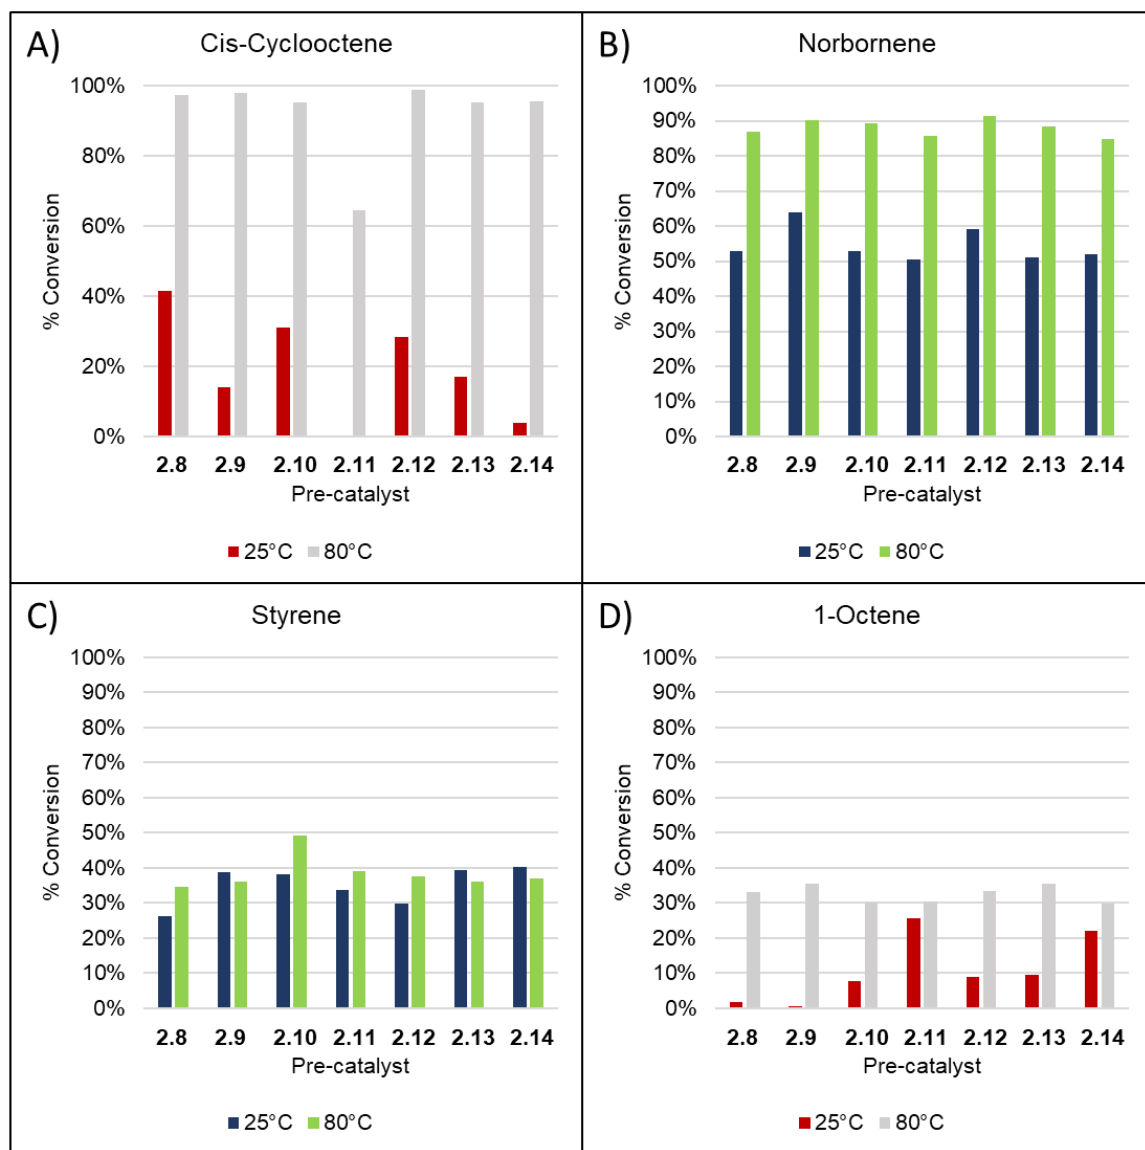 A)
Cis-Cyclooctene
100%
80%
60%
40%
20%
0%
% Conversion
2.8 2.9 2.10 2.11 2.12 2.13 2.14
Pre-catalyst
25°C 80°C
B)
Norbornene
100%
90%
80%
70%
60%
50%
40%
30%
20%
10%
0%
% Conversion
2.8 2.9 2.10 2.11 2.12 2.13 2.14
Pre-catalyst
25°C 80°C
C)
Styrene
100%
90%
80%
70%
60%
50%
40%
30%
20%
10%
0%
% Conversion
2.8 2.9 2.10 2.11 2.12 2.13 2.14
Pre-catalyst
25°C 80°C
D)
1-Octene
100%
90%
80%
70%
60%
50%
40%
30%
20%
10%
0%
% Conversion
2.8 2.9 2.10 2.11 2.12 2.13 2.14
Pre-catalyst
25°C 80°C